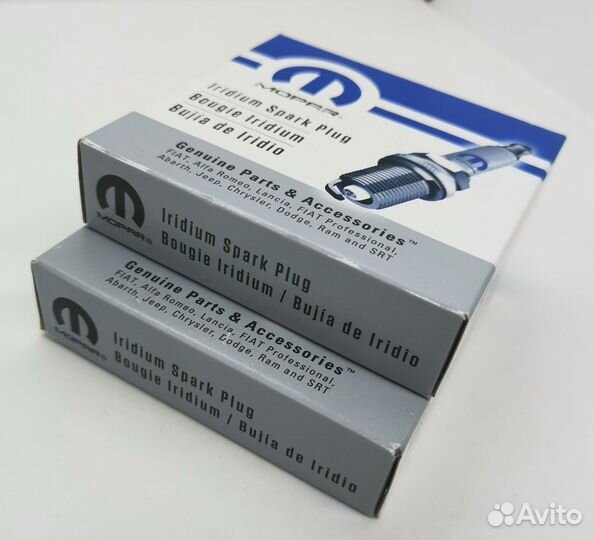 MOPAR®
Iridium Spark Plug
Bougie Iridium
Bujía de Iridio
Genuine Parts & Accessories™
FIAT, Alfa Romeo, Lancia, FIAT Professional,
Abarth, Jeep, Chrysler, Dodge, Ram and SRT
MOPAR®
Iridium Spark Plug
Bougie Iridium / Bujía de Iridio
Genuine Parts & Accessories™
FIAT, Alfa Romeo, Lancia, FIAT Professional,
Abarth, Jeep, Chrysler, Dodge, Ram and SRT
MOPAR®
Iridium Spark Plug
Bougie Iridium / Bujía de Iridio
Avito